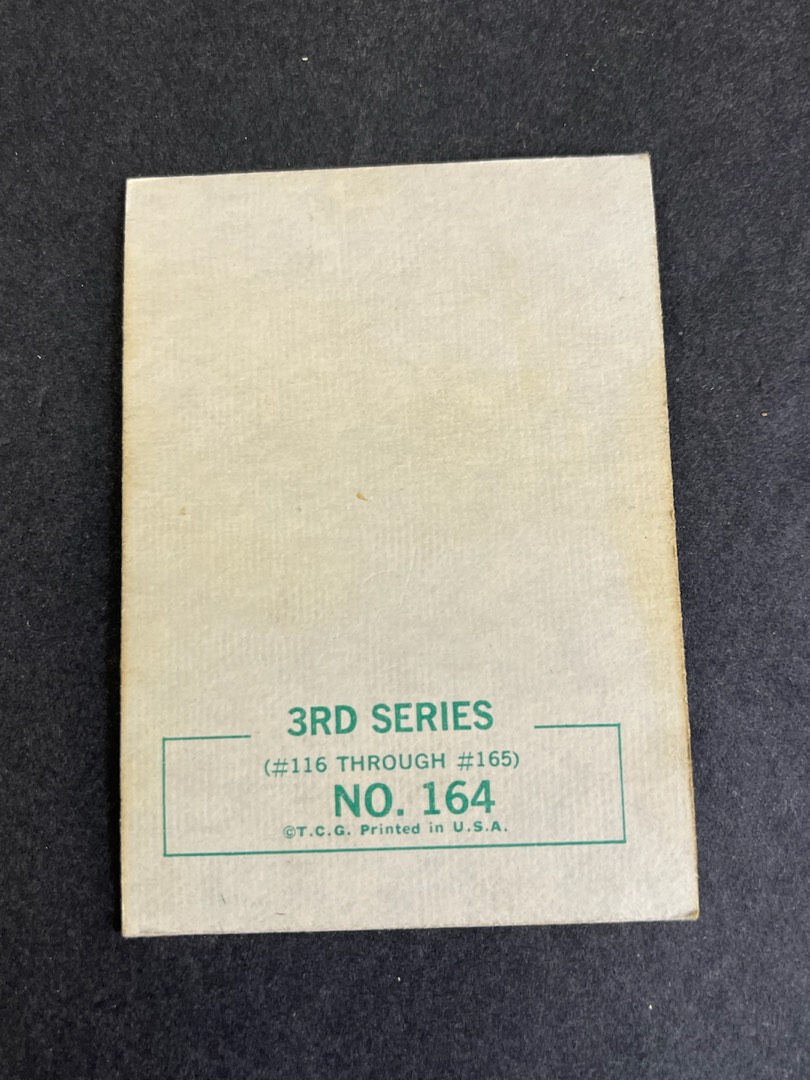 3RD SERIES
(#116 THROUGH #165)
NO. 164
©T.C.G. Printed in U.S.A.